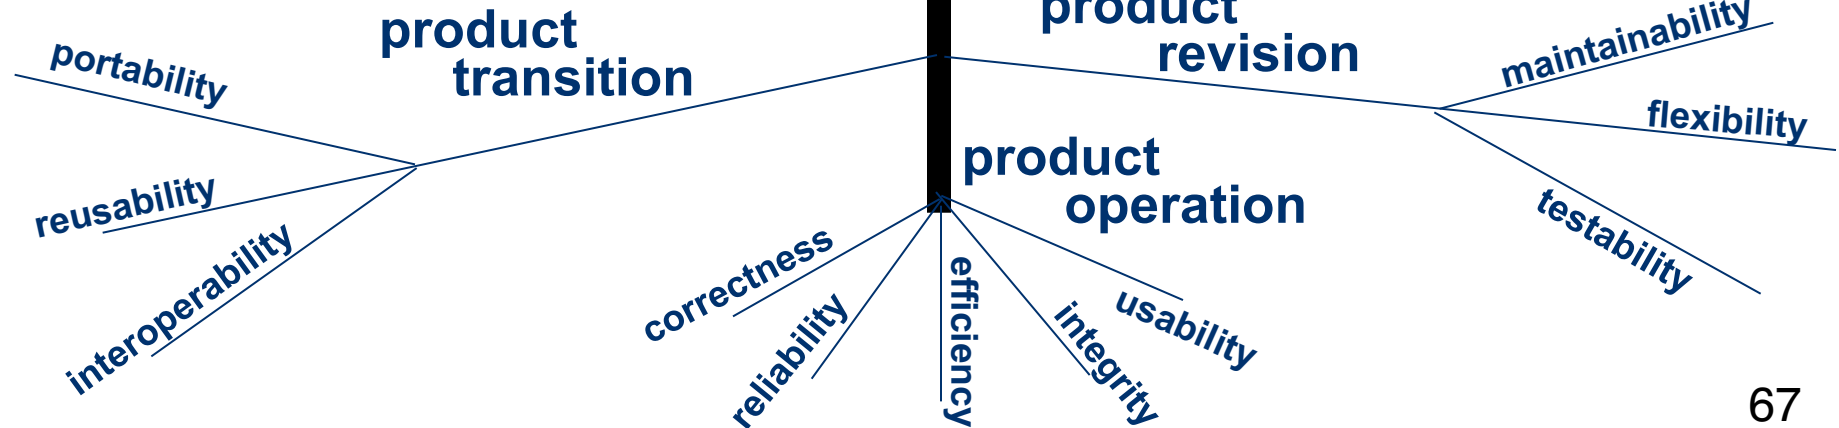 product
transition
product
revision
portability
reusability
interoperability
maintainability
flexibility
testability
product
operation
correctness
reliability
efficiency
integrity
usability
67